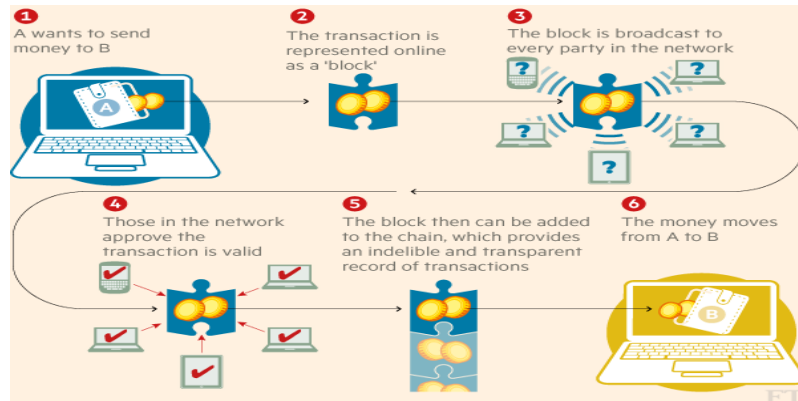 1
A wants to send
money to B
A
2
The transaction is
represented online
as a 'block'
3
The block is broadcast to
every party in the network
?
?
?
?
?
4
Those in the network
approve the
transaction is valid
5
The block then can be added
to the chain, which provides
an indelible and transparent
record of transactions
6
The money moves
from A to B
B
FT